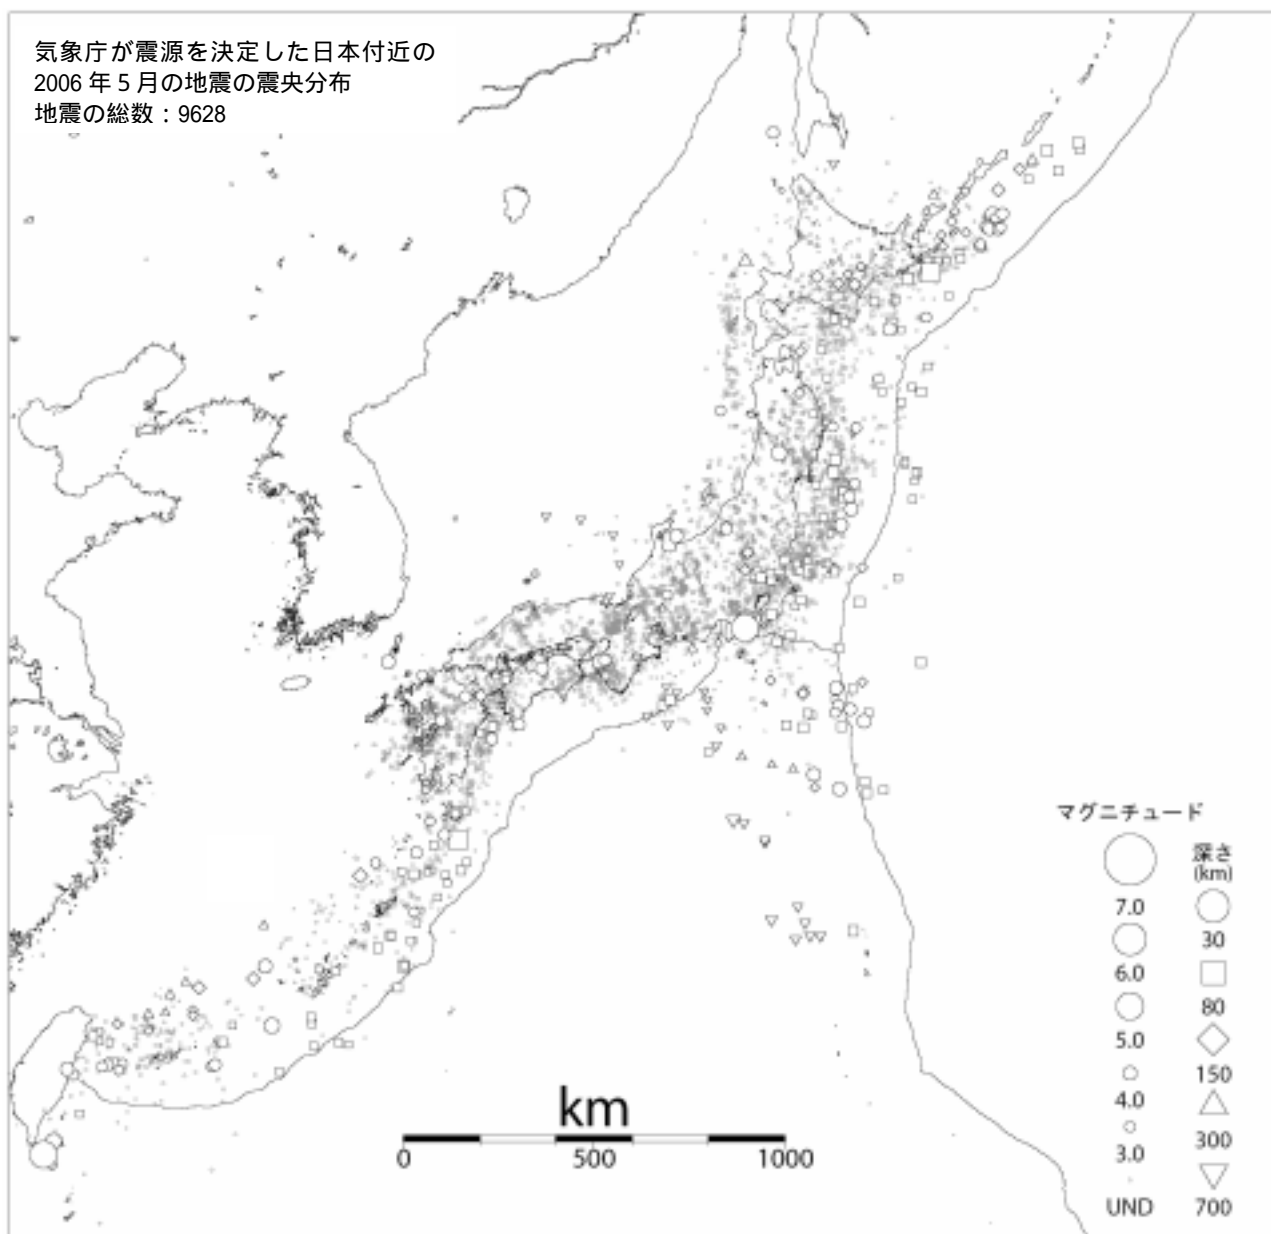 気象庁が震源を決定した日本付近の
2006 年 5 月の地震の震央分布
地震の総数：9628
マグニチュード
深さ
(km)
7.0
30
6.0
80
5.0
150
4.0
300
3.0
UND
700
km
0
500
1000